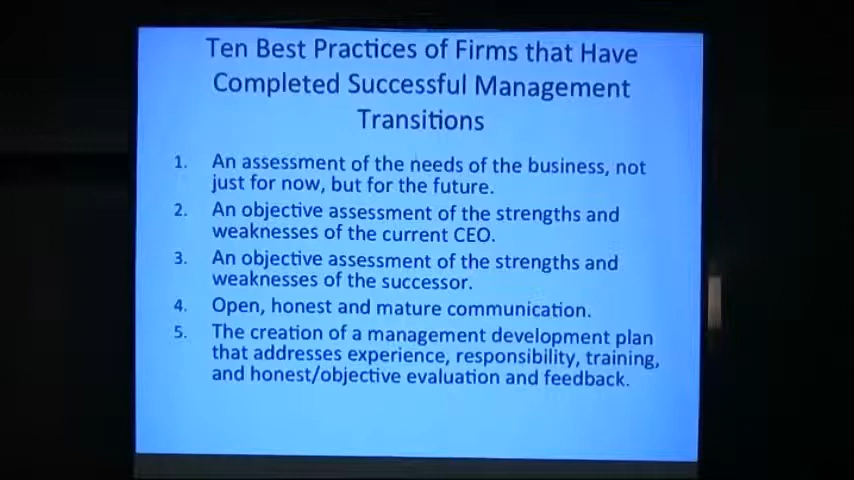 Ten Best Practices of Firms that Have
Completed Successful Management
Transitions
1. An assessment of the needs of the business, not
just for now, but for the future.
2. An objective assessment of the strengths and
weaknesses of the current CEO.
3. An objective assessment of the strengths and
weaknesses of the successor.
4. Open, honest and mature communication.
5. The creation of a management development plan
that addresses experience, responsibility, training,
and honest/objective evaluation and feedback.